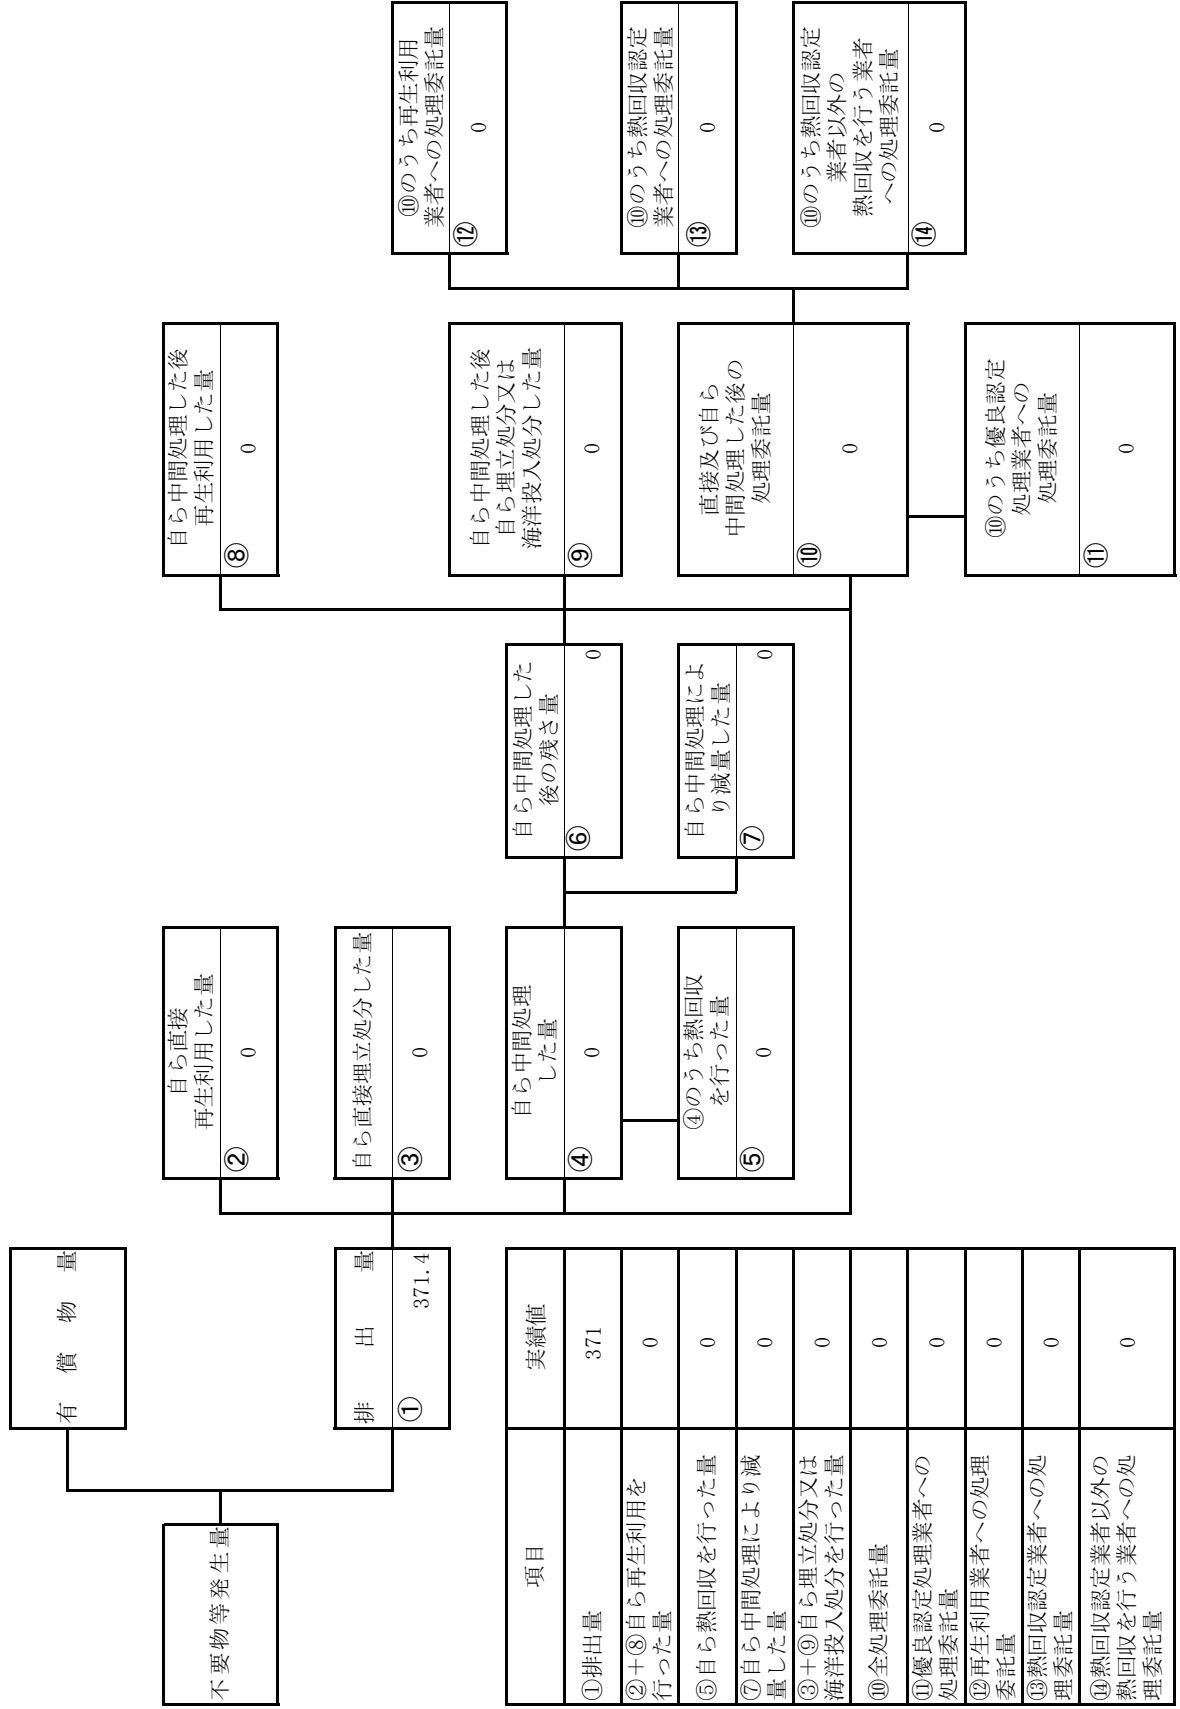 不要物等発生量
有償物量
排出量
①
371.4
自ら直接
再生利用した量
②
0
自ら直接埋立処分した量
③
0
自ら中間処理
した量
④
0
④のうち熱回収
を行った量
⑤
0
自ら中間処理した
後の残さ量
⑥
0
自ら中間処理によ
り減量した量
⑦
0
自ら中間処理した後
再生利用した量
⑧
0
自ら中間処理した後
自ら埋立処分又は
海洋投入処分した量
⑨
0
直接及び自ら
中間処理した後の
処理委託量
⑩
0
⑩のうち優良認定
処理業者への
処理委託量
⑪
0
⑩のうち再生利用
業者への処理委託量
⑫
0
⑩のうち熱回収認定
業者への処理委託量
⑬
0
⑩のうち熱回収認定
業者以外の
熱回収を行う業者
への処理委託量
⑭
0
項目 実績値
①排出量 371
②+⑧自ら再生利用を
行った量 0
⑤自ら熱回収を行った量 0
⑦自ら中間処理により減
量した量 0
③+⑨自ら埋立処分又は
海洋投入処分を行った量 0
⑩全処理委託量 0
⑪優良認定処理業者への
処理委託量 0
⑫再生利用業者への処理
委託量 0
⑬熱回収認定業者への処
理委託量 0
⑭熱回収認定業者以外の
熱回収を行う業者への処
理委託量 0